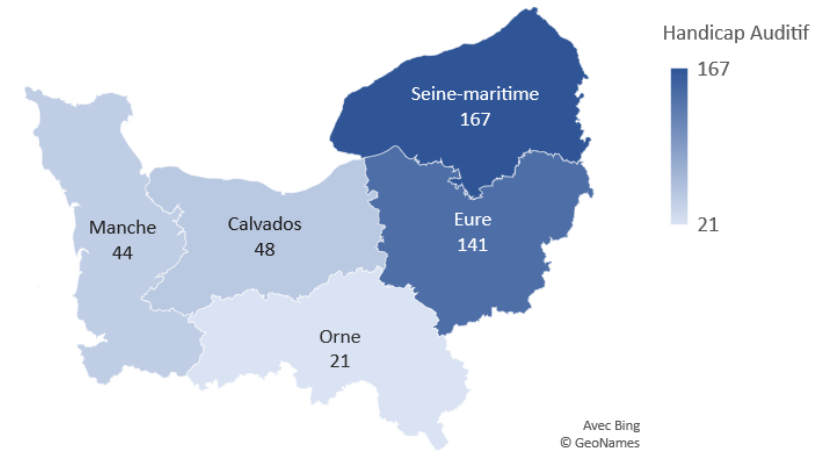 Handicap Auditif
167
21
Seine-maritime
167
Eure
141
Calvados
48
Manche
44
Orne
21
Avec Bing
© GeoNames